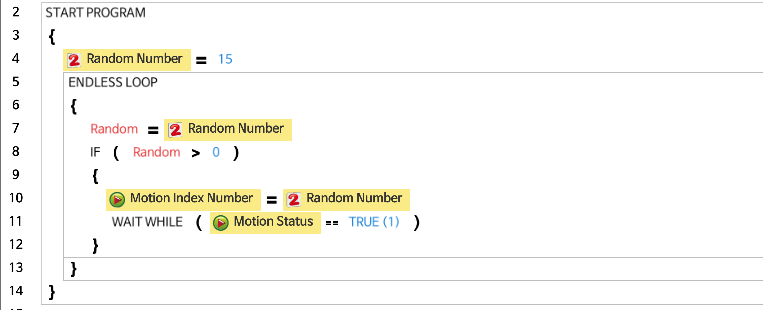 2 START PROGRAM
3 {
4 2 Random Number = 15
5 ENDLESS LOOP
6 {
7 Random = 2 Random Number
8 IF ( Random > 0 )
9 {
10 Motion Index Number = 2 Random Number
11 WAIT WHILE ( Motion Status == TRUE (1) )
12 }
13 }
14 }